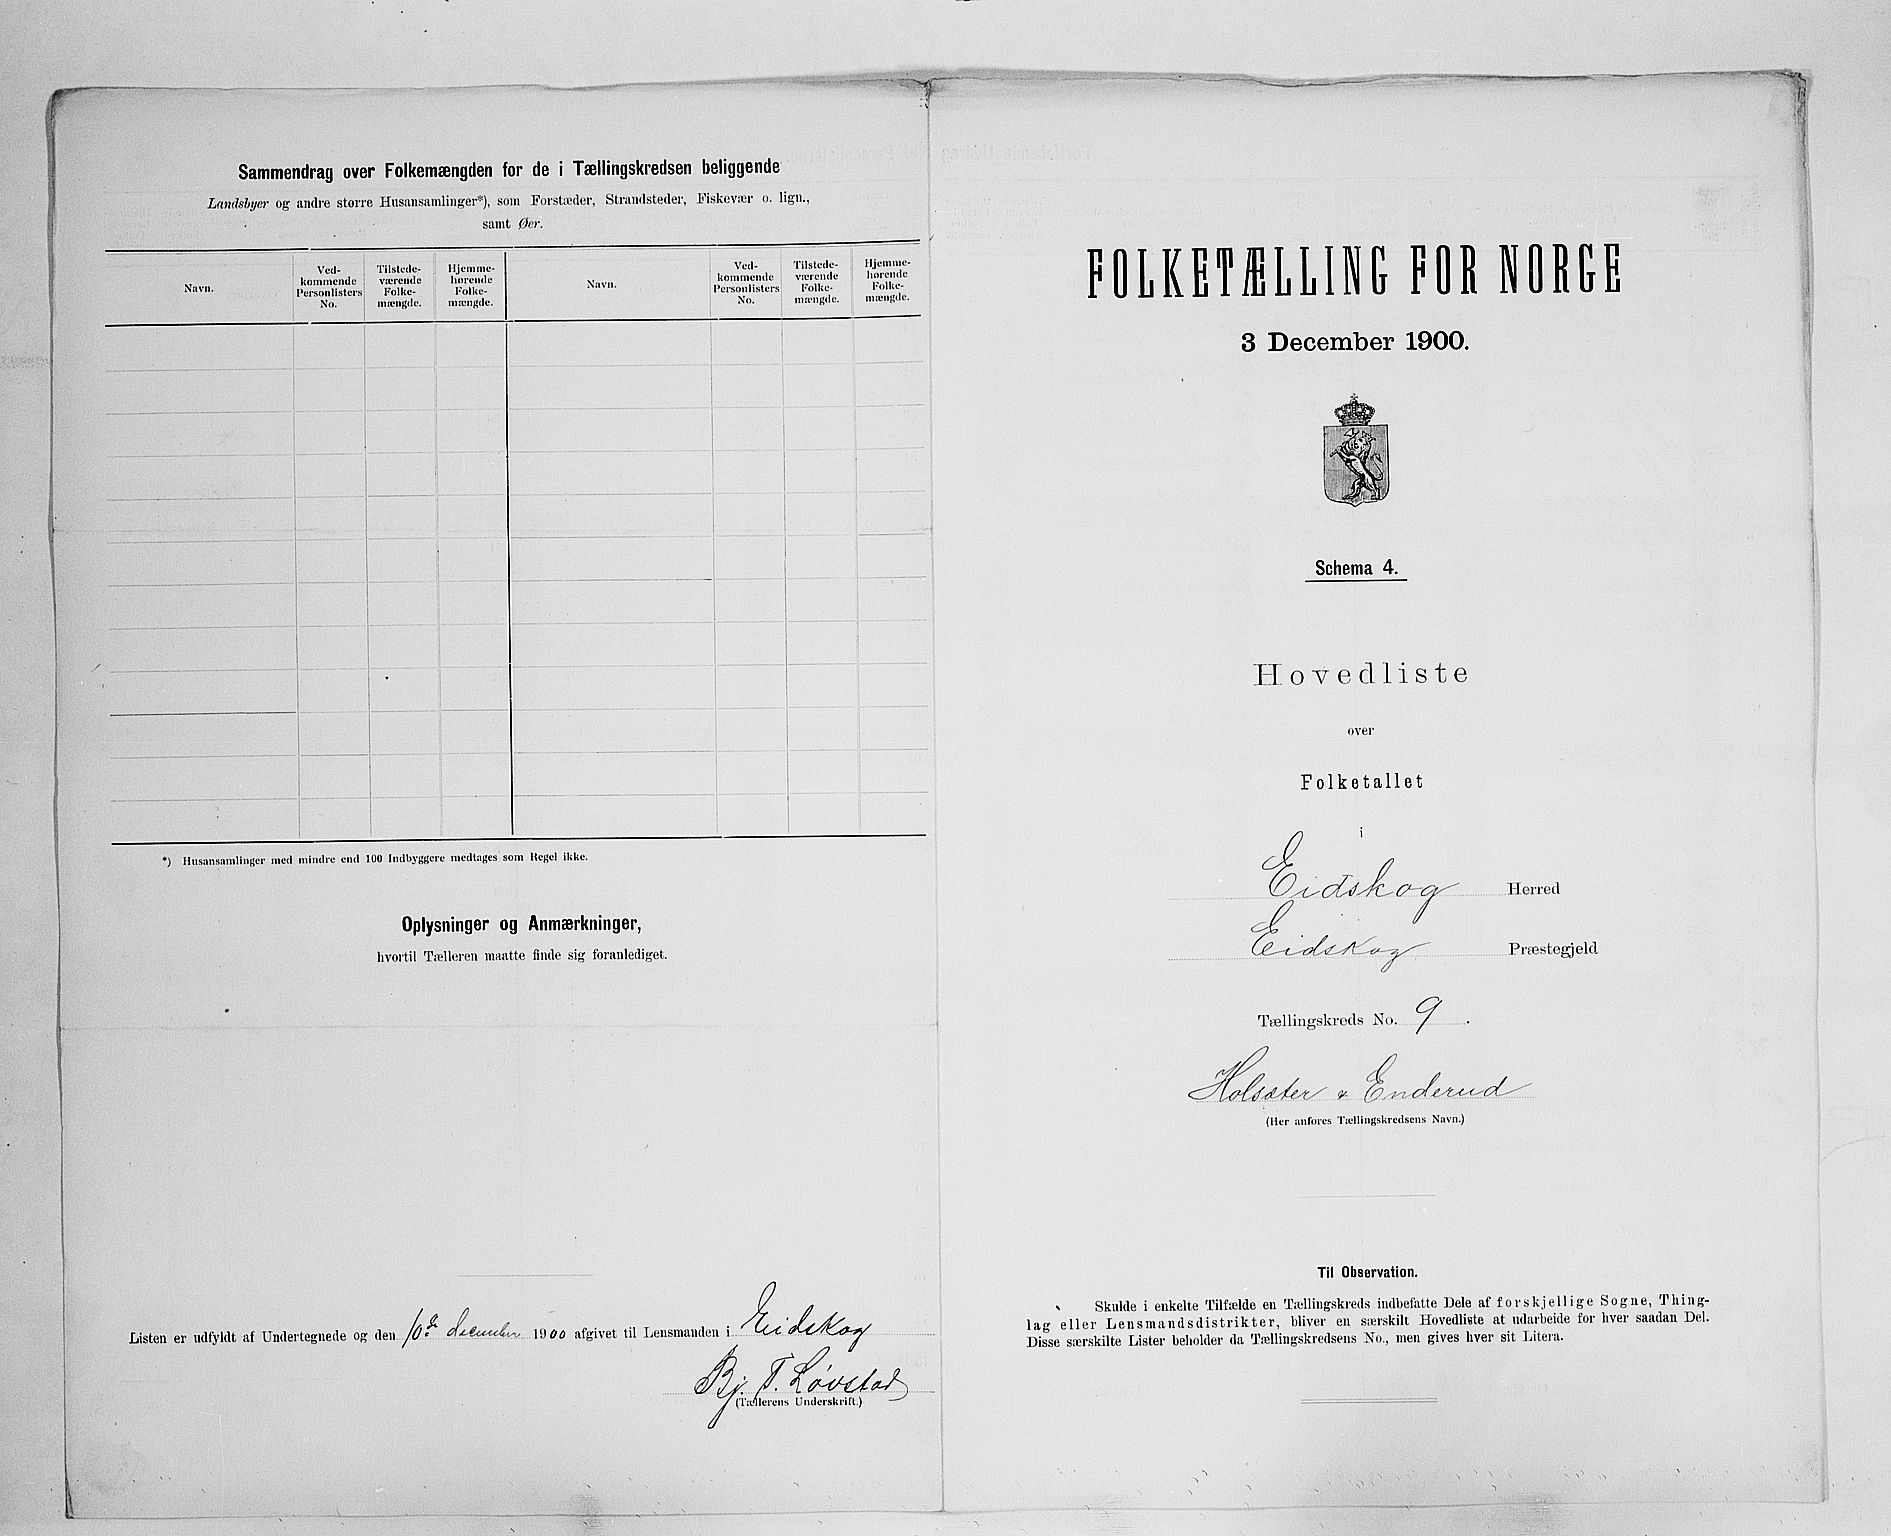 Sammendrag over Folkemængden for de i Tællingskredsen beliggende
Landsbyer og andre større Husansamlinger*), som Forstæder, Strandsteder, Fiskevær o. lign.,
samt Øer.
Navn.
Ved-
kommende
Personlisters
No.
Tilstede-
værende
Folke-
mængde.
Hjemme-
hørende
Folke-
mængde.
Navn.
Ved-
kommende
Personlisters
No.
Tilstede-
værende
Folke-
mængde.
Hjemme-
hørende
Folke-
mængde.
*) Husansamlinger med mindre end 100 Indbyggere medtages som Regel ikke.
Oplysninger og Anmærkninger,
hvortil Tælleren maatte finde sig foranlediget.
Listen er udfyldt af Undertegnede og den 10de december 1900 afgivet til Lensmanden i Eidskog
Bj. T. Løvstad
(Tællerens Underskrift.)
FOLKETÆLLING FOR NORGE
3 December 1900.
Schema 4.
Hovedliste
over
Folketallet
i
Eidskog Herred
Eidskog Præstegjeld
Tællingskreds No. 9.
Holsæter & Enderud
(Her anføres Tællingskredsens Navn.)
Til Observation.
Skulde i enkelte Tilfælde en Tællingskreds indbefatte Dele af forskjellige Sogne, Thing-
lag eller Lensmandsdistrikter, bliver en særskilt Hovedliste at udarbeide for hver saadan Del.
Disse særskilte Lister beholder da Tællingskredsens No., men gives hver sit Litera.